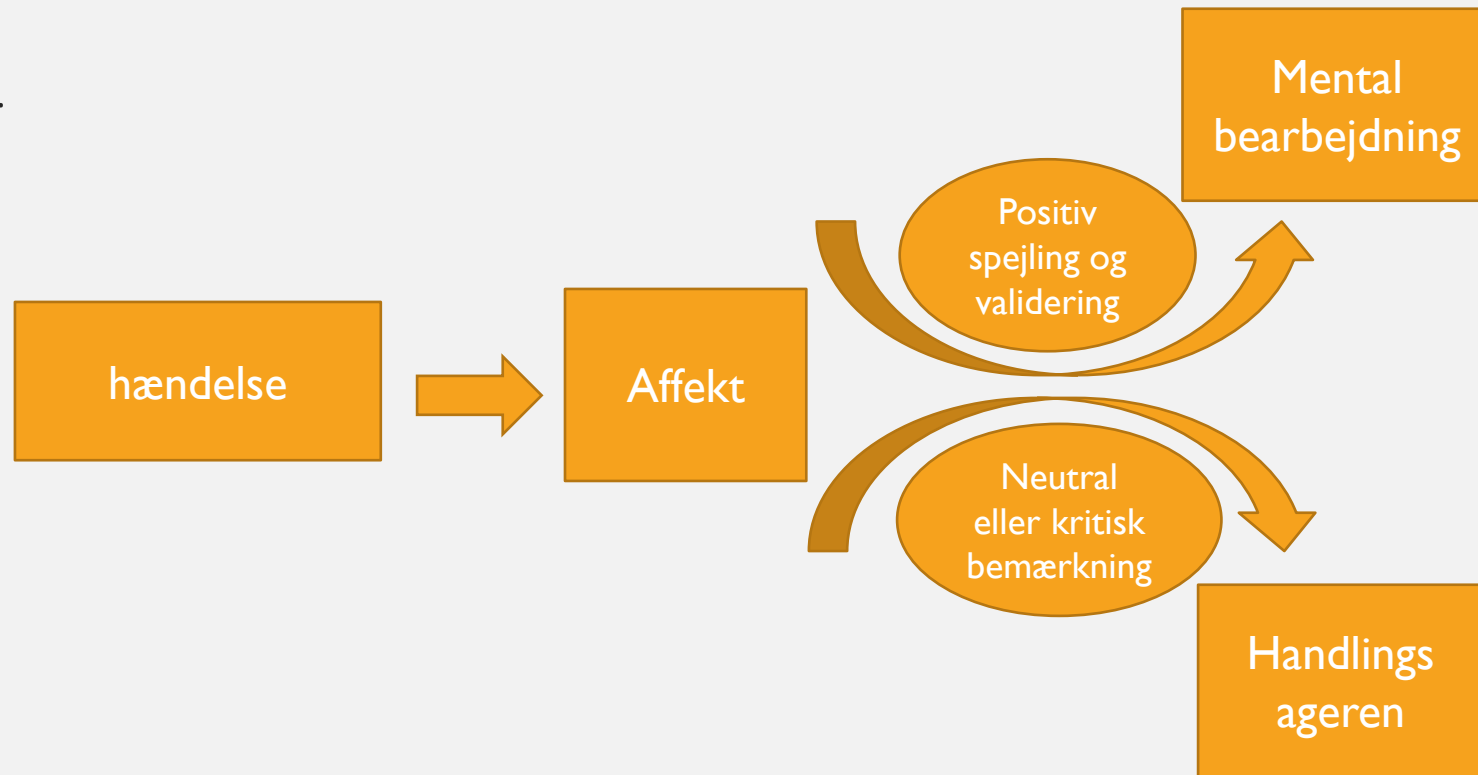 .
hændelse
Affekt
Positiv
spejling og
validering
Mental
bearbejdning
Neutral
eller kritisk
bemærkning
Handlings
ageren